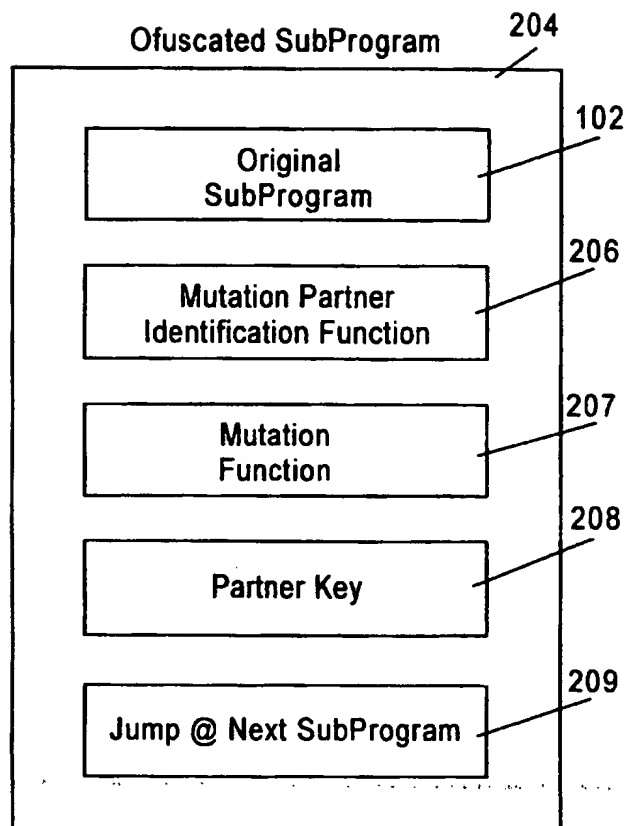 Ofuscated SubProgram
204
102
Original
SubProgram
206
Mutation Partner
Identification Function
207
Mutation
Function
208
Partner Key
209
Jump @ Next SubProgram